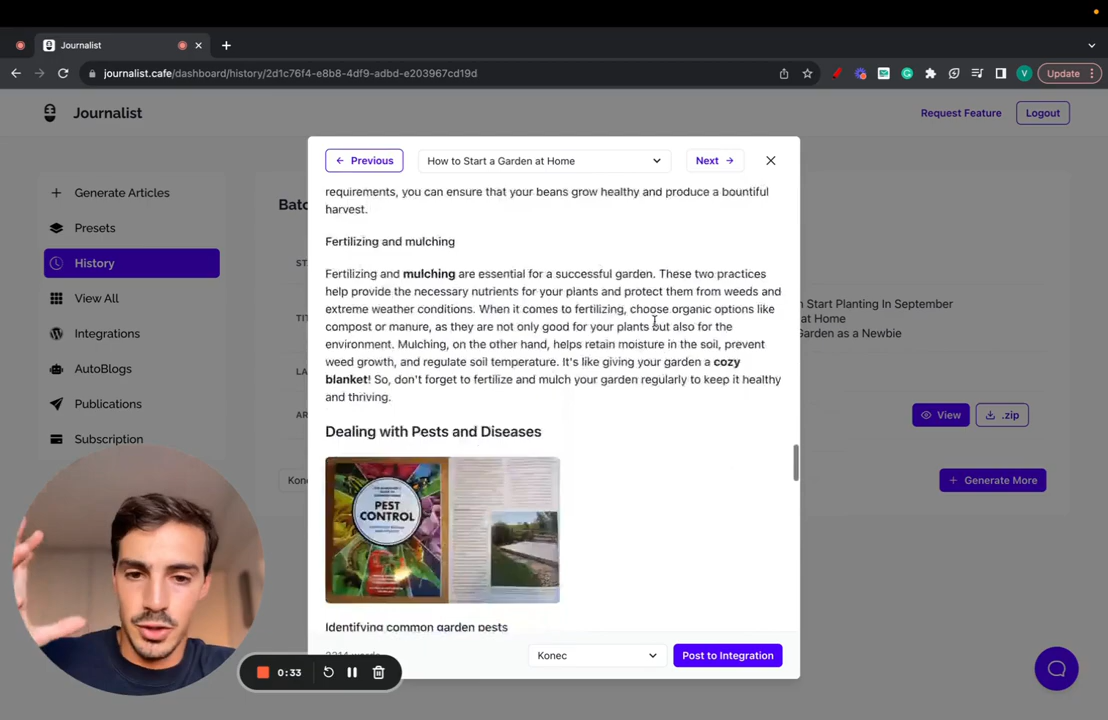 Journalist
journalist.cafe/dashboard/history/2d1c76f4-e8b8-4df9-adbd-e203967cd19d
V
Update
Journalist
Request Feature
Logout
Generate Articles
Presets
History
View All
Integrations
AutoBlogs
Publications
Subscription
Previous
How to Start a Garden at Home
Next
requirements, you can ensure that your beans grow healthy and produce a bountiful
harvest.
Fertilizing and mulching
Fertilizing and mulching are essential for a successful garden. These two practices
help provide the necessary nutrients for your plants and protect them from weeds and
extreme weather conditions. When it comes to fertilizing, choose organic options like
compost or manure, as they are not only good for your plants but also for the
environment. Mulching, on the other hand, helps retain moisture in the soil, prevent
weed growth, and regulate soil temperature. It's like giving your garden a cozy
blanket! So, don't forget to fertilize and mulch your garden regularly to keep it healthy
and thriving.
Dealing with Pests and Diseases
PEST
CONTROL
Identifying common garden pests
words
Konec
Post to Integration
Start Planting In September
at Home
Garden as a Newbie
View
.zip
Generate More
0:33